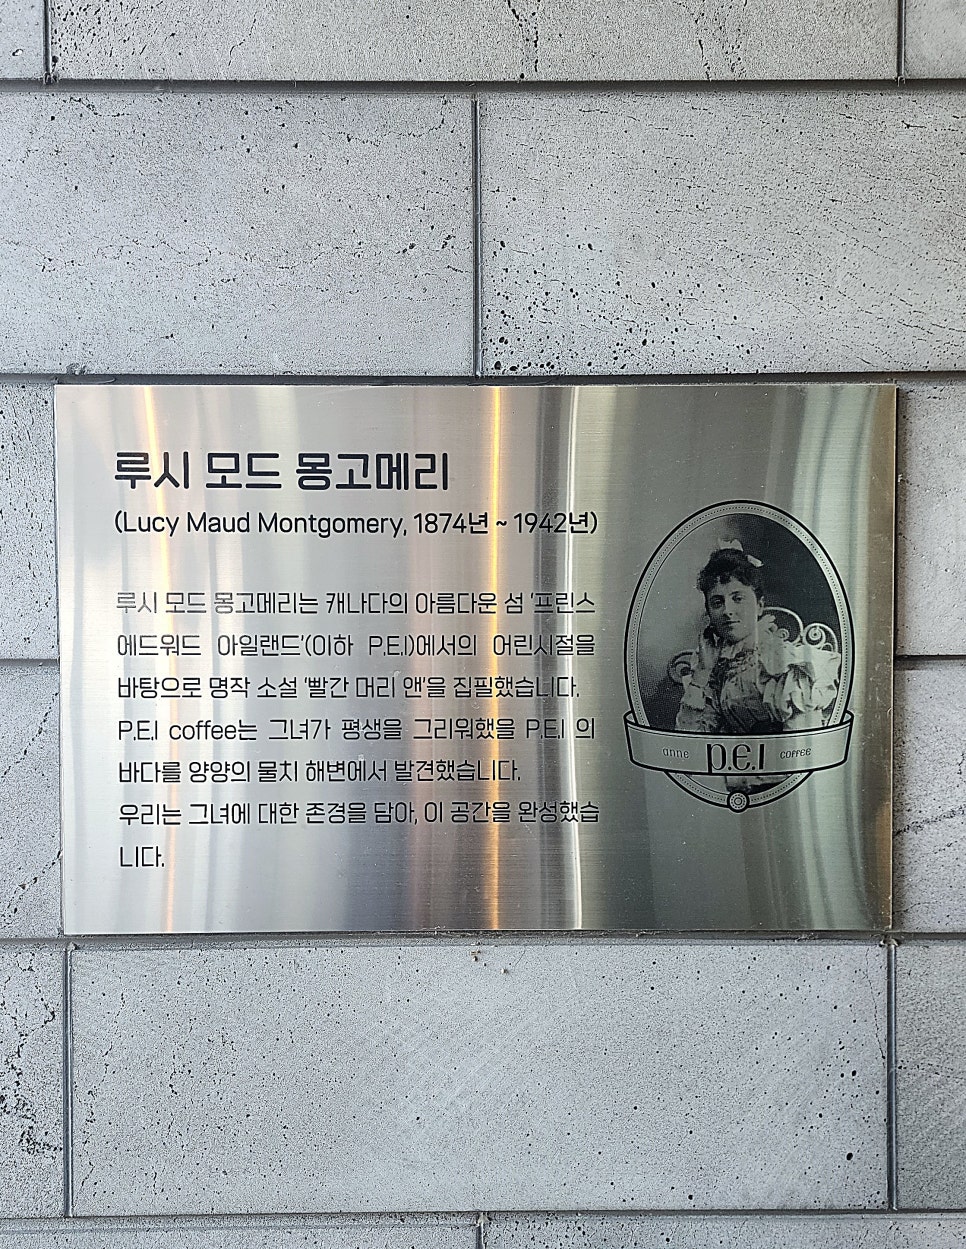 루시 모드 몽고메리
(Lucy Maud Montgomery, 1874년 ~ 1942년)
루시 모드 몽고메리는 캐나다의 아름다운 섬 '프린스
에드워드 아일랜드'(이하 P.E.I)에서의 어린시절을
바탕으로 명작 소설 '빨간 머리 앤'을 집필했습니다.
P.E.I coffee는 그녀가 평생을 그리워했을 P.E.I 의
바다를 양양의 물치 해변에서 발견했습니다.
우리는 그녀에 대한 존경을 담아, 이 공간을 완성했습
니다.
anne p.e.i coffee